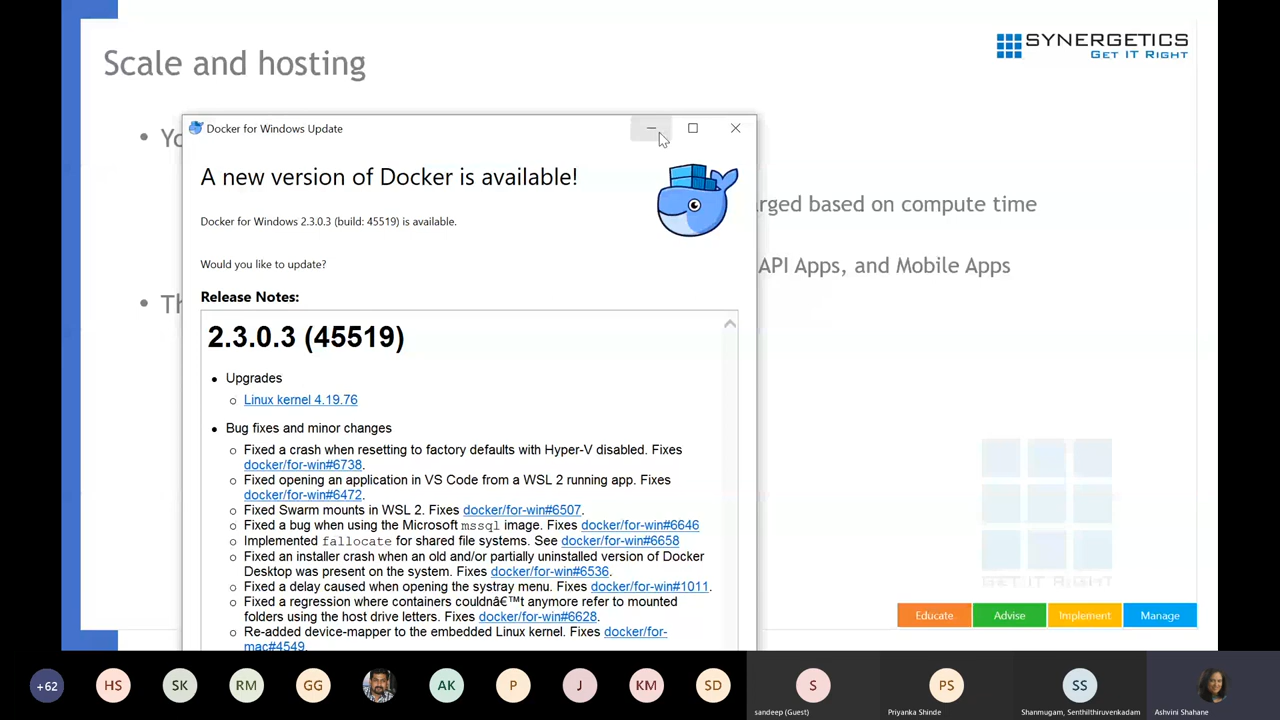 Scale and hosting
SYNERGETICS
GET IT RIGHT
Docker for Windows Update
A new version of Docker is available!
Docker for Windows 2.3.0.3 (build: 45519) is available.
based on compute time
Would you like to update?
API Apps, and Mobile Apps
Release Notes:
2.3.0.3 (45519)
Upgrades
Linux kernel 4.19.76
Bug fixes and minor changes
Fixed a crash when resetting to factory defaults with Hyper-V disabled. Fixes
docker/for-win#6738.
Fixed opening an application in VS Code from a WSL 2 running app. Fixes
docker/for-win#6472.
Fixed Swarm mounts in WSL 2. Fixes docker/for-win#6507.
Fixed a bug when using the Microsoft mssql image. Fixes docker/for-win#6646
Implemented fallocate for shared file systems. See docker/for-win#6658
Fixed an installer crash when an old and/or partially uninstalled version of Docker
Desktop was present on the system. Fixes docker/for-win#6536.
Fixed a delay caused when opening the systray menu. Fixes docker/for-win#1011.
Fixed a regression where containers couldnâ€™t anymore refer to mounted
folders using the host drive letters. Fixes docker/for-win#6628.
Re-added device-mapper to the embedded Linux kernel. Fixes docker/for-
mac#4549.
GET IT RIGHT
Educate
Advise
Implement
Manage
+62
HS
SK
RM
GG
AK
P
J
KM
SD
S
sandeep (Guest)
PS
Priyanka Shinde
SS
Shanmugam, Senthilthiruvenkadam
Ashvini Shahane